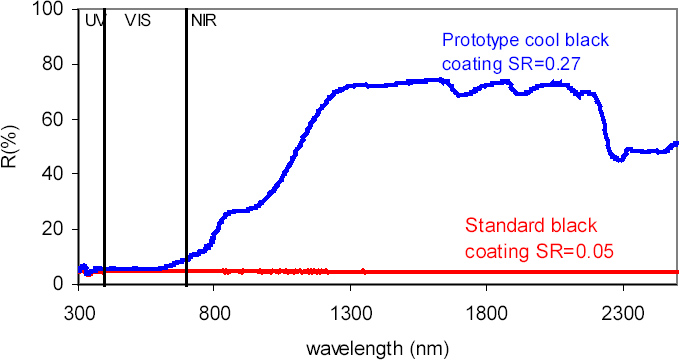 100
UV VIS NIR
Prototype cool black
coating SR=0.27
80
60
R(%)
40
20
Standard black
coating SR=0.05
0
300 800 1300 1800 2300
wavelength (nm)